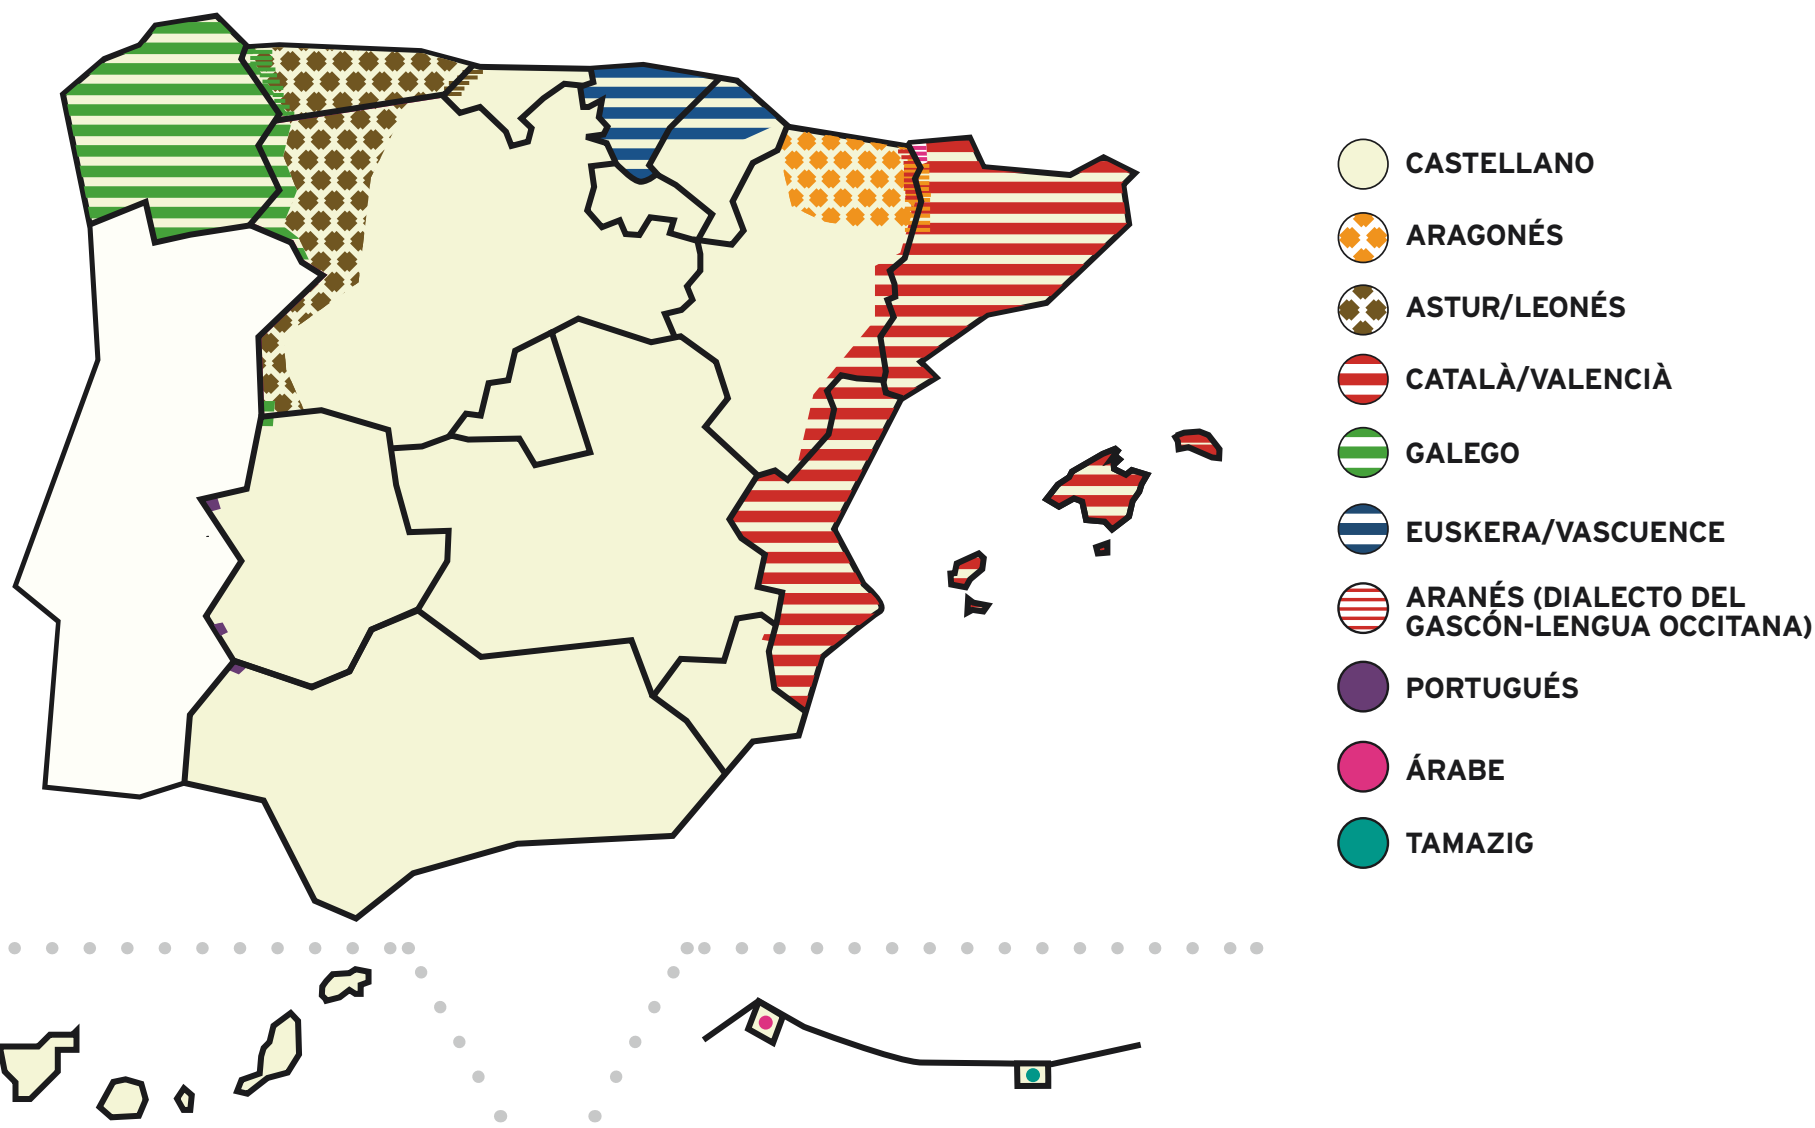 CASTELLANO
ARAGONÉS
ASTUR/LEONÉS
CATALÀ/VALENCIÀ
GALEGO
EUSKERA/VASCUENCE
ARANÉS (DIALECTO DEL
GASCÓN-LENGUA OCCITANA)
PORTUGUÉS
ÁRABE
TAMAZIG